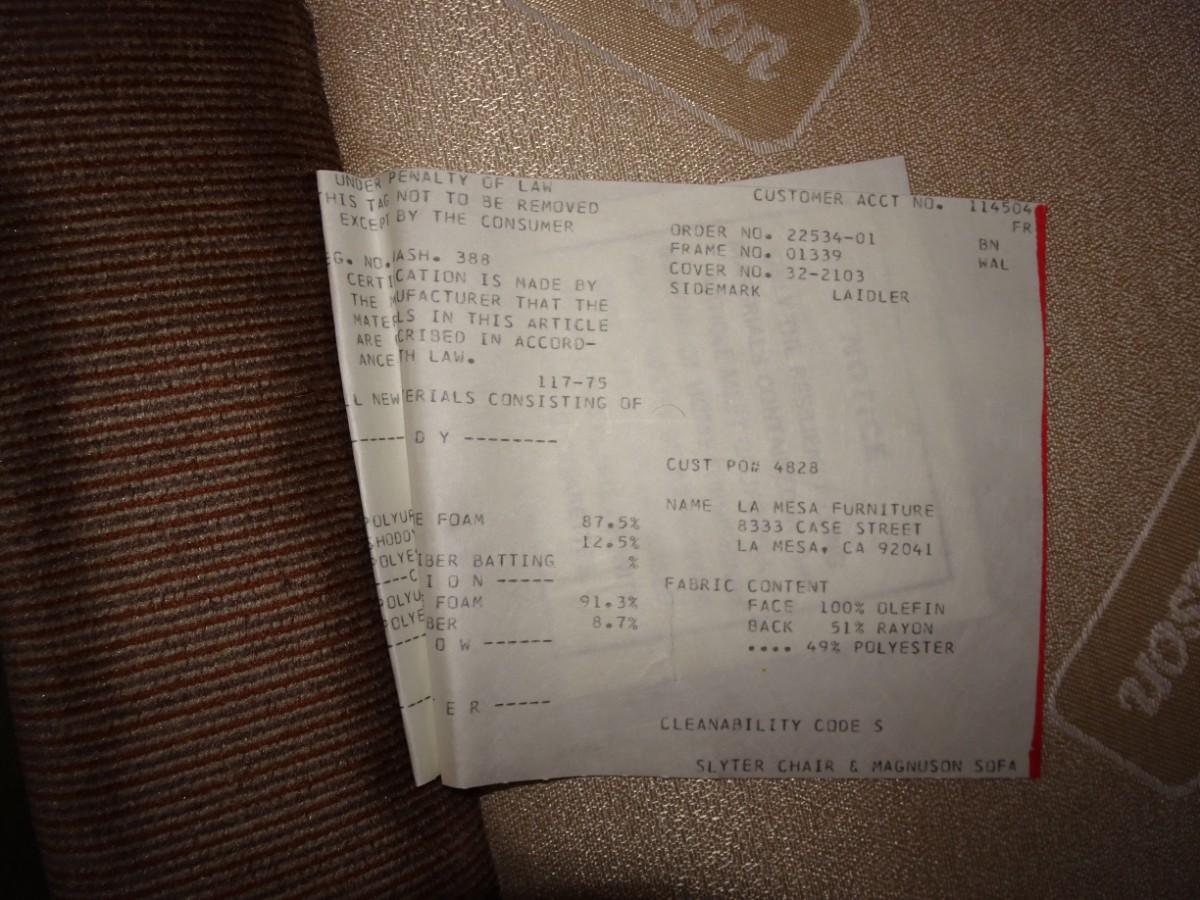 son
UNDER PENALTY OF LAW
HIS TAG NOT TO BE REMOVED
EXCEPT BY THE CONSUMER
G. NO. ASH. 388
CERTI CATION IS MADE BY
THE UFACTURER THAT THE
MATE LS IN THIS ARTICLE
ARE CRIBED IN ACCORD-
ANCE TH LAW.
117-75
L NEW ERIALS CONSISTING OF
------ D Y ---------
POLYUR E FOAM 87.5%
SHODDY 12.5%
POLYE IBER BATTING %
----C I O N -----
POLYU FOAM 91.3%
POLYE BER 8.7%
----- O W -------
----- E R -----
CUSTOMER ACCT NO. 114504
FR
ORDER NO. 22534-01 BN
FRAME NO. 01339 WAL
COVER NO. 32-2103
SIDEMARK LAIDLER
CUST PO# 4828
NAME LA MESA FURNITURE
8333 CASE STREET
LA MESA, CA 92041
FABRIC CONTENT
FACE 100% OLEFIN
BACK 51% RAYON
.... 49% POLYESTER
CLEANABILITY CODE S
SLYTER CHAIR & MAGNUSON SOFA
son